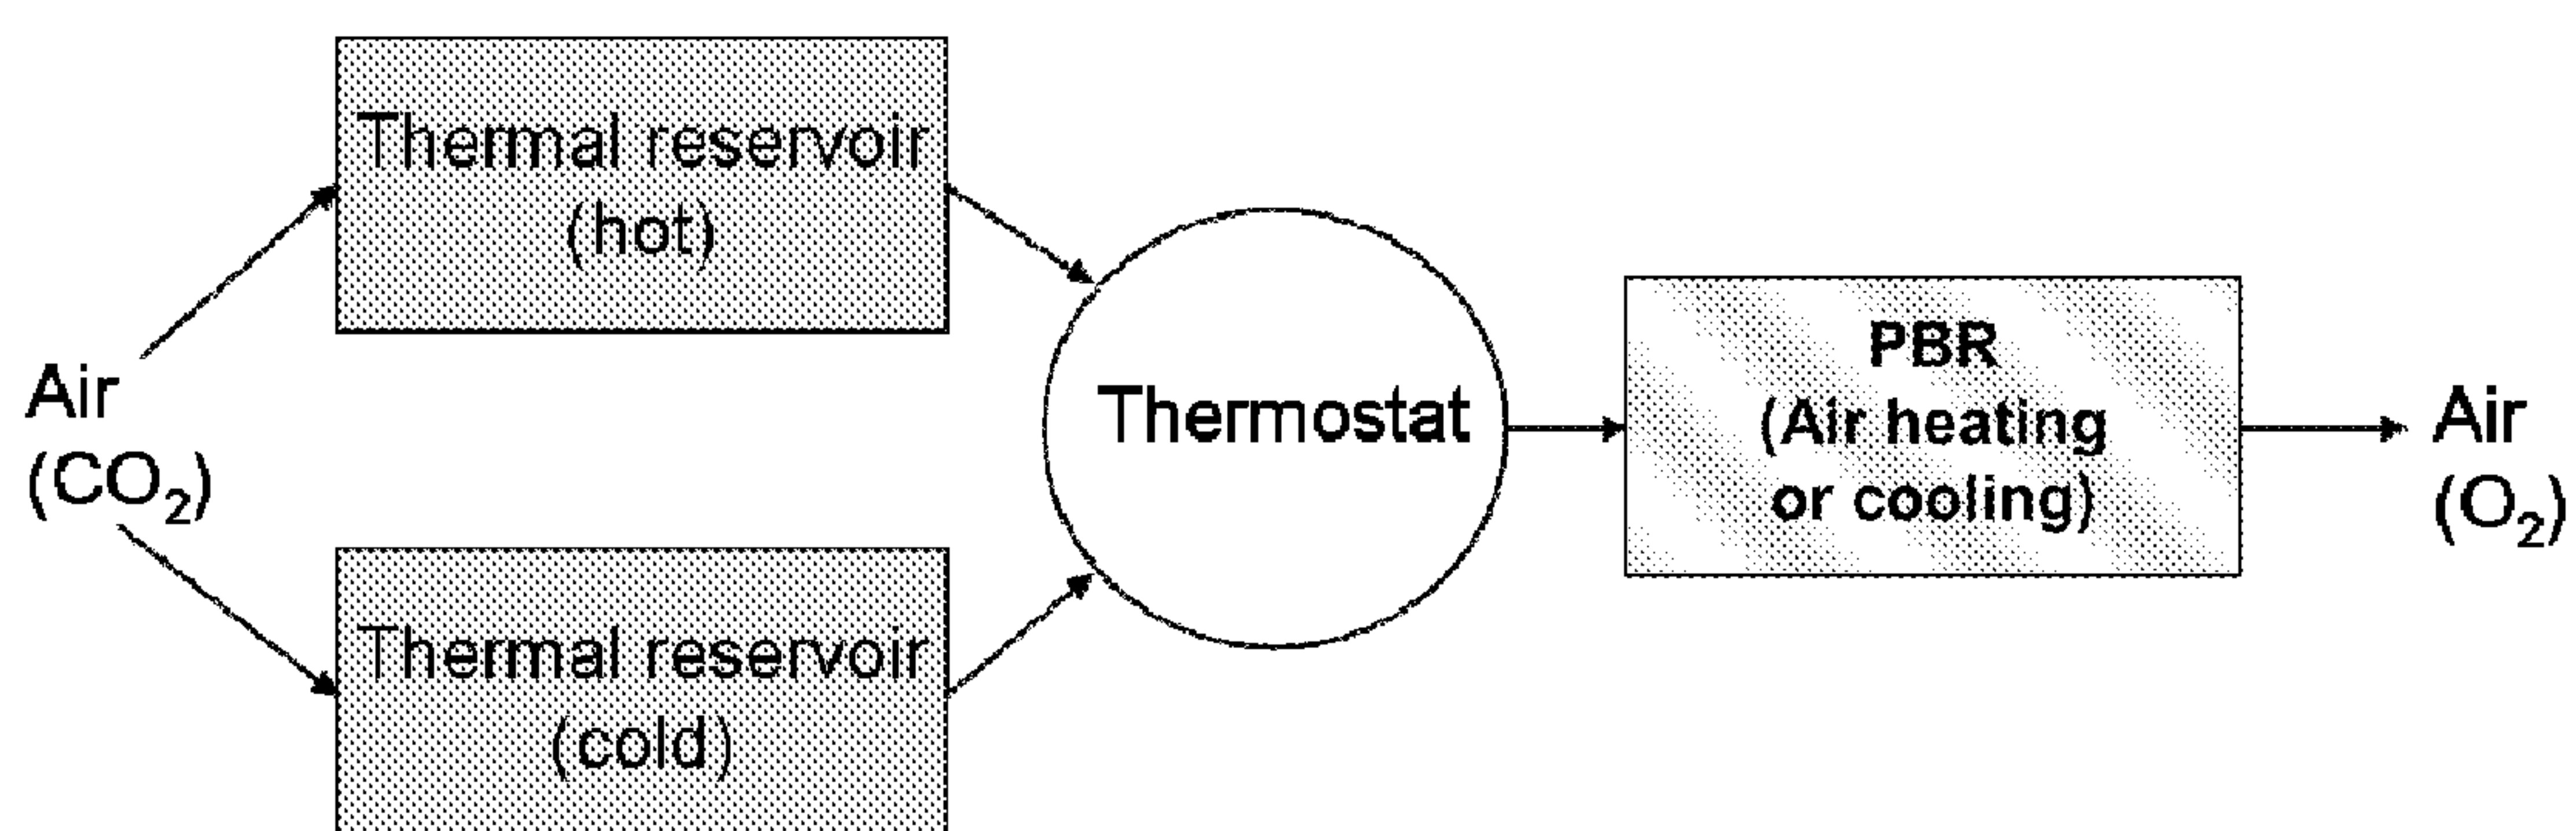 Thermal reservoir
(hot)
Air
(CO₂)
Thermal reservoir
(cold)
Thermostat
PBR
(Air heating
or cooling)
Air
(O₂)